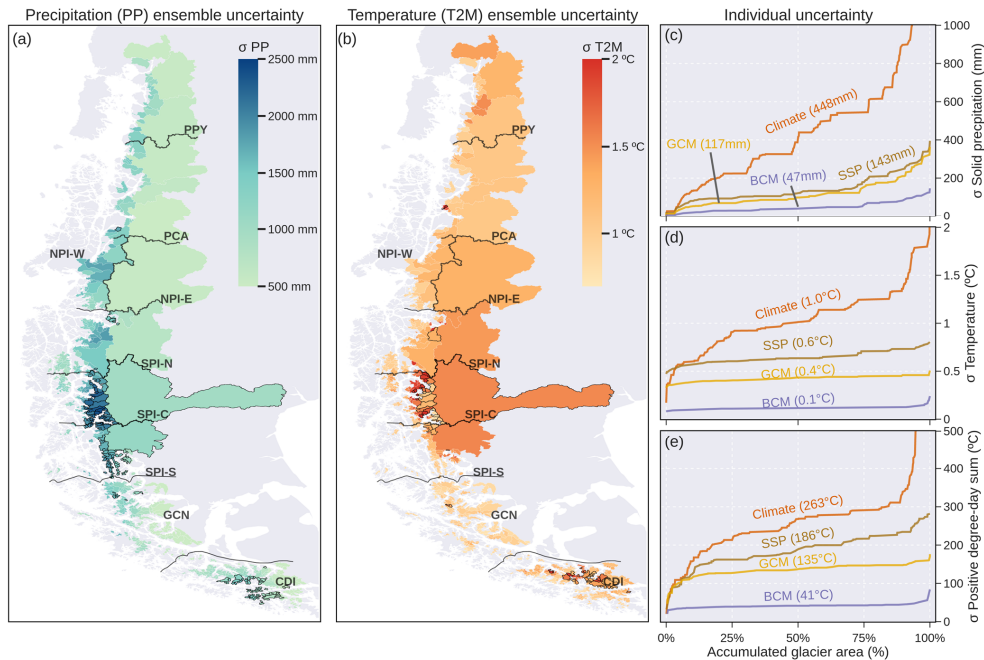 Precipitation (PP) ensemble uncertainty
Temperature (T2M) ensemble uncertainty
Individual uncertainty
(a)
σ PP
2500 mm
2000 mm
1500 mm
1000 mm
500 mm
PPY
PCA
NPI-W
NPI-E
SPI-N
SPI-C
SPI-S
GCN
CDI
(b)
σ T2M
2 ºC
1.5 ºC
1 ºC
PPY
PCA
NPI-W
NPI-E
SPI-N
SPI-C
SPI-S
GCN
CDI
(c)
Climate (448mm)
GCM (117mm)
BCM (47mm)
SSP (143mm)
1000
800
600
400
200
0
σ Solid precpitation (mm)
(d)
Climate (1.0°C)
SSP (0.6°C)
GCM (0.4°C)
BCM (0.1°C)
2
1.5
1
0.5
0
σ Temperature (ºC)
(e)
Climate (263°C)
SSP (186°C)
GCM (135°C)
BCM (41°C)
500
400
300
200
100
0
σ Positive degree-day sum (ºC)
0%
25%
50%
75%
100%
Accumulated glacier area (%)